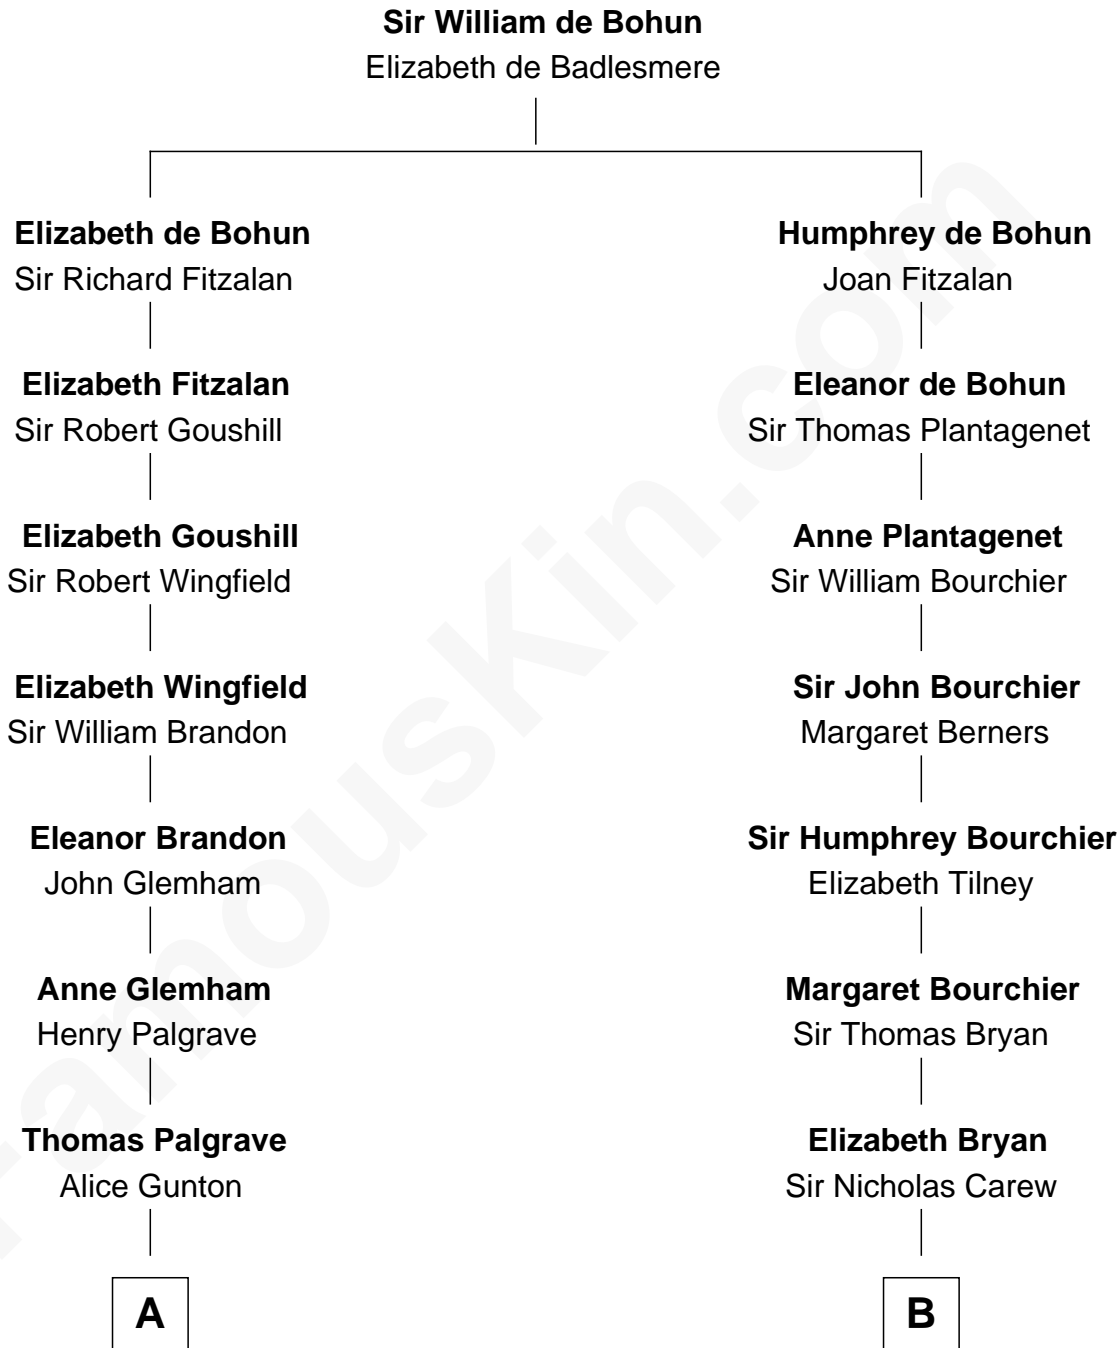 Sir William de Bohun
Elizabeth de Badlesmere
Elizabeth de Bohun
Sir Richard Fitzalan
Humphrey de Bohun
Joan Fitzalan
Elizabeth Fitzalan
Sir Robert Goushill
Eleanor de Bohun
Sir Thomas Plantagenet
Elizabeth Goushill
Sir Robert Wingfield
Anne Plantagenet
Sir William Bourchier
Elizabeth Wingfield
Sir William Brandon
Sir John Bourchier
Margaret Berners
Eleanor Brandon
John Glemham
Sir Humphrey Bourchier
Elizabeth Tilney
Anne Glemham
Henry Palgrave
Margaret Bourchier
Sir Thomas Bryan
Thomas Palgrave
Alice Gunton
Elizabeth Bryan
Sir Nicholas Carew
A
B
FamousKin.com